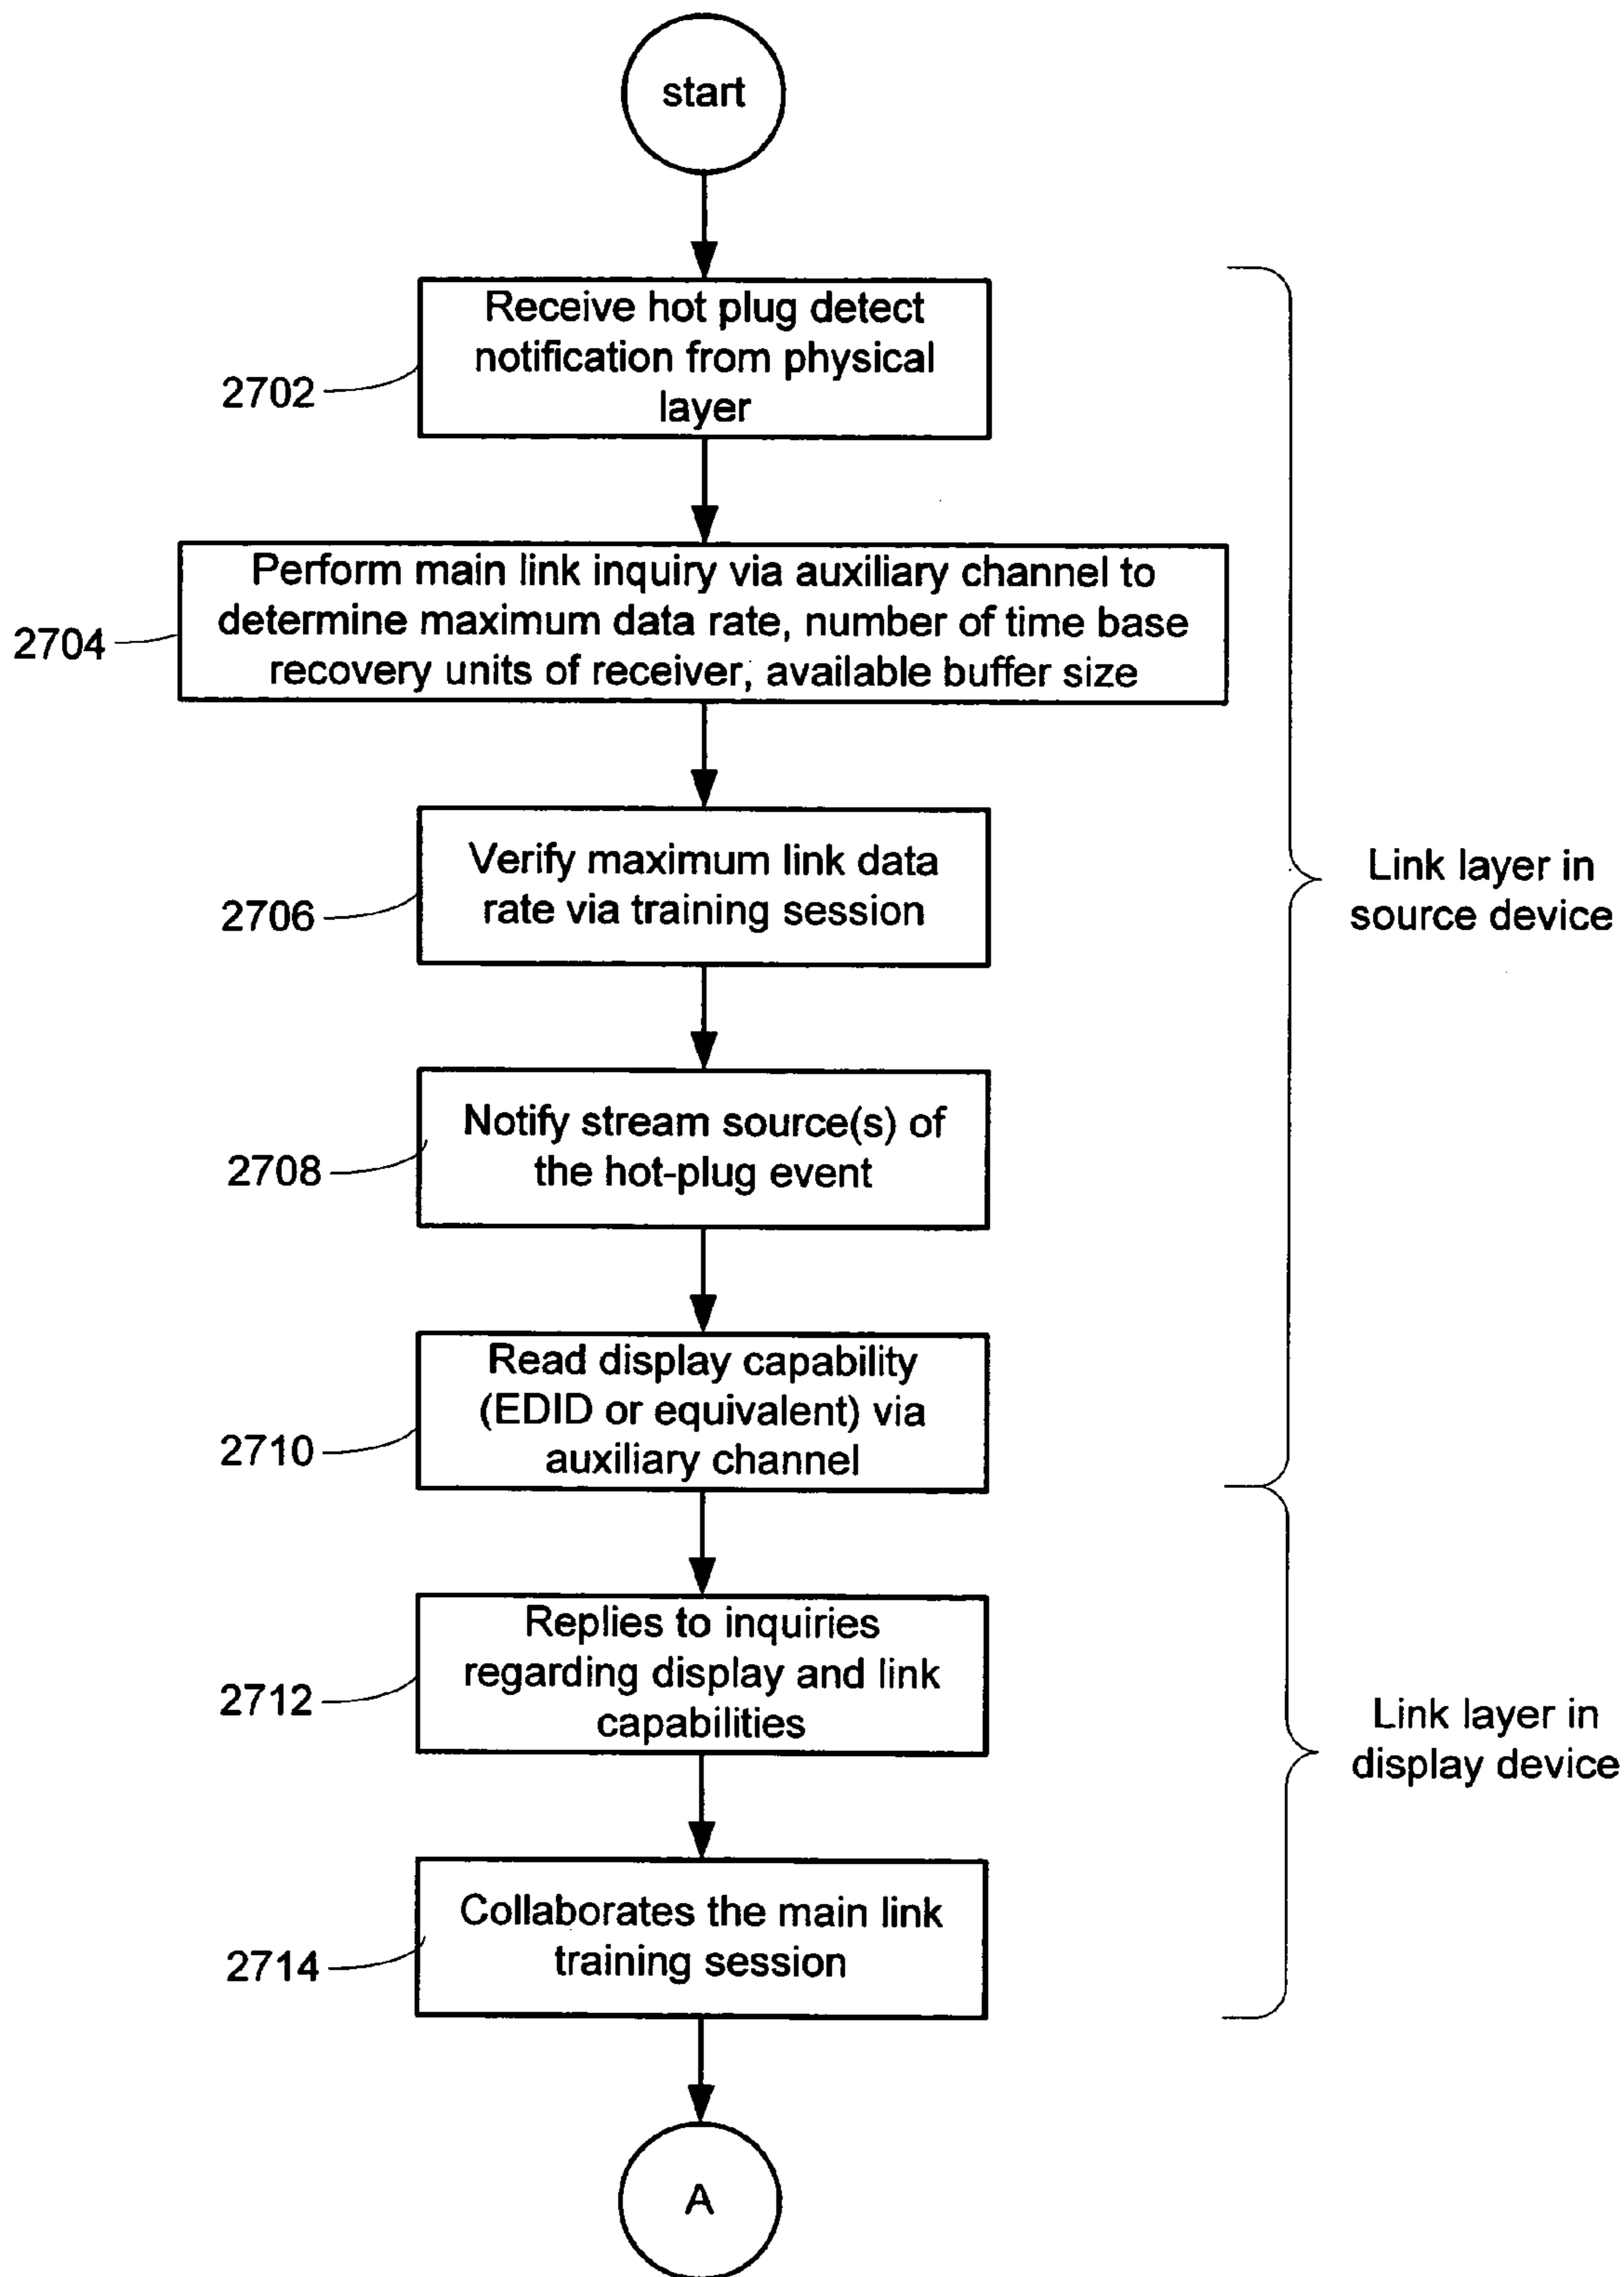 start
Receive hot plug detect
notification from physical
layer
2702
Perform main link inquiry via auxiliary channel to
determine maximum data rate, number of time base
recovery units of receiver, available buffer size
2704
Verify maximum link data
rate via training session
2706
Link layer in
source device
Notify stream source(s) of
the hot-plug event
2708
Read display capability
(EDID or equivalent) via
auxiliary channel
2710
Replies to inquiries
regarding display and link
capabilities
2712
Link layer in
display device
Collaborates the main link
training session
2714
A